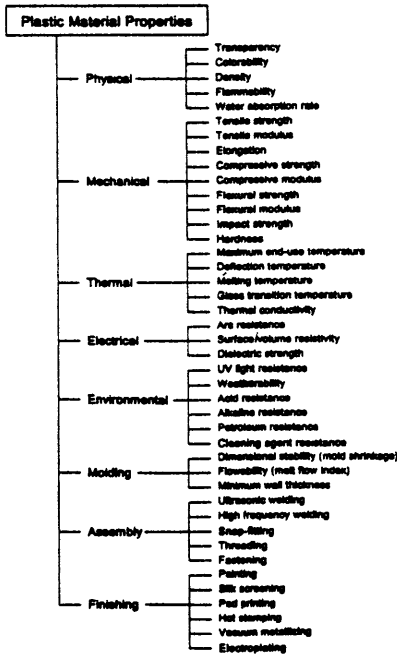 Plastic Material Properties
Physical
Transparency
Colorability
Density
Flammability
Water absorption rate
Mechanical
Tensile strength
Tensile modulus
Elongation
Compressive strength
Compressive modulus
Flexural strength
Flexural modulus
Impact strength
Hardness
Thermal
Maximum end-use temperature
Deflection temperature
Melting temperature
Glass transition temperature
Thermal conductivity
Electrical
Arc resistance
Surface/volume resistivity
Dielectric strength
Environmental
UV light resistance
Weatherability
Acid resistance
Alkaline resistance
Petroleum resistance
Cleaning agent resistance
Molding
Dimensional stability (mold shrinkage)
Flowability (melt flow index)
Minimum wall thickness
Assembly
Ultrasonic welding
High frequency welding
Snap-fitting
Threading
Fastening
Finishing
Painting
Silk screening
Pad printing
Hot stamping
Vacuum metallizing
Electroplating